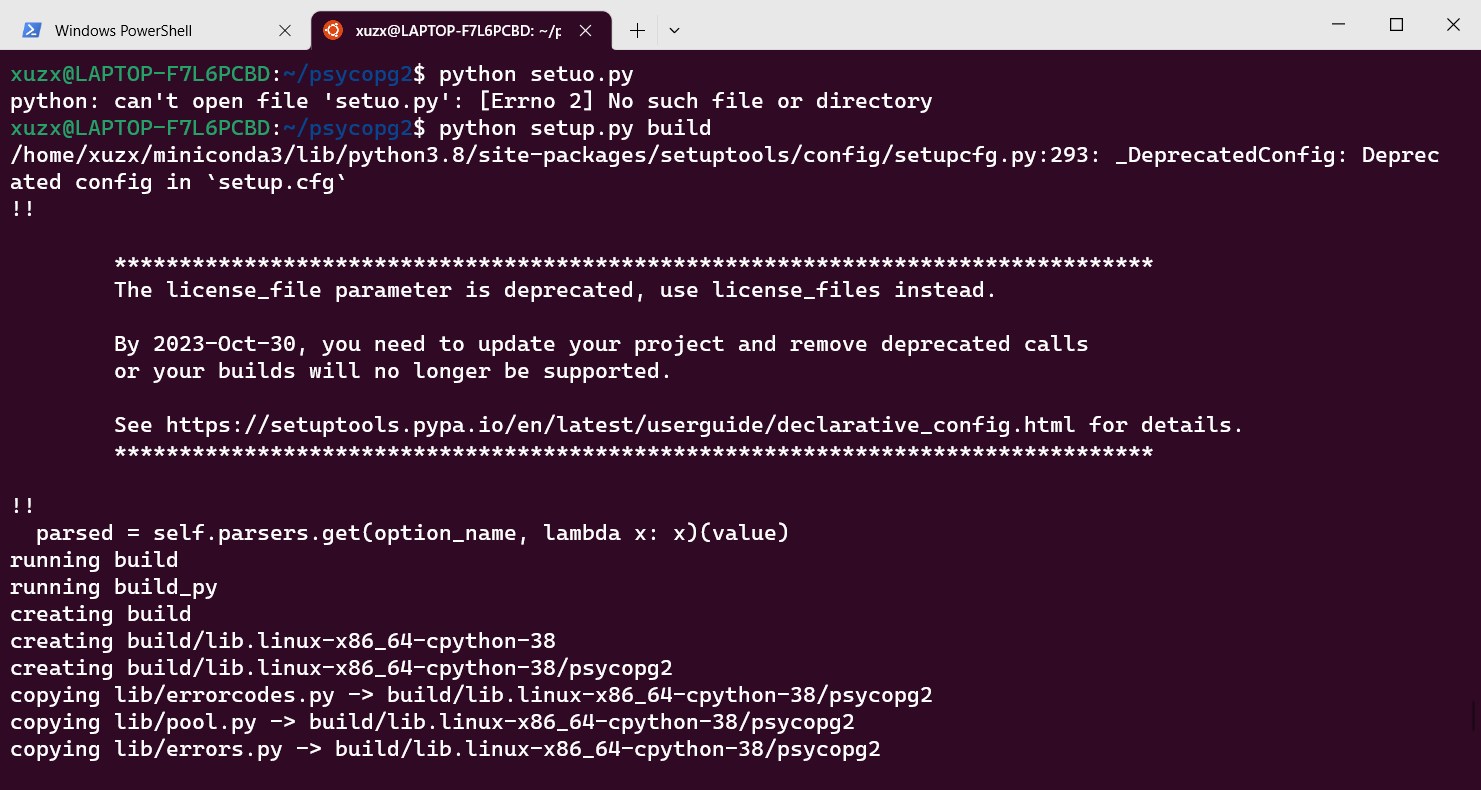 Windows PowerShell
xuzx@LAPTOP-F7L6PCBD: ~/p
xuzx@LAPTOP-F7L6PCBD:~/psycopg2$ python setuo.py
python: can't open file 'setuo.py': [Errno 2] No such file or directory
xuzx@LAPTOP-F7L6PCBD:~/psycopg2$ python setup.py build
/home/xuzx/miniconda3/lib/python3.8/site-packages/setuptools/config/setupcfg.py:293: _DeprecatedConfig: Deprec
ated config in `setup.cfg`
!!
********************************************************************************
The license_file parameter is deprecated, use license_files instead.
By 2023-Oct-30, you need to update your project and remove deprecated calls
or your builds will no longer be supported.
See https://setuptools.pypa.io/en/latest/userguide/declarative_config.html for details.
********************************************************************************
!!
parsed = self.parsers.get(option_name, lambda x: x)(value)
running build
running build_py
creating build
creating build/lib.linux-x86_64-cpython-38
creating build/lib.linux-x86_64-cpython-38/psycopg2
copying lib/errorcodes.py -> build/lib.linux-x86_64-cpython-38/psycopg2
copying lib/pool.py -> build/lib.linux-x86_64-cpython-38/psycopg2
copying lib/errors.py -> build/lib.linux-x86_64-cpython-38/psycopg2